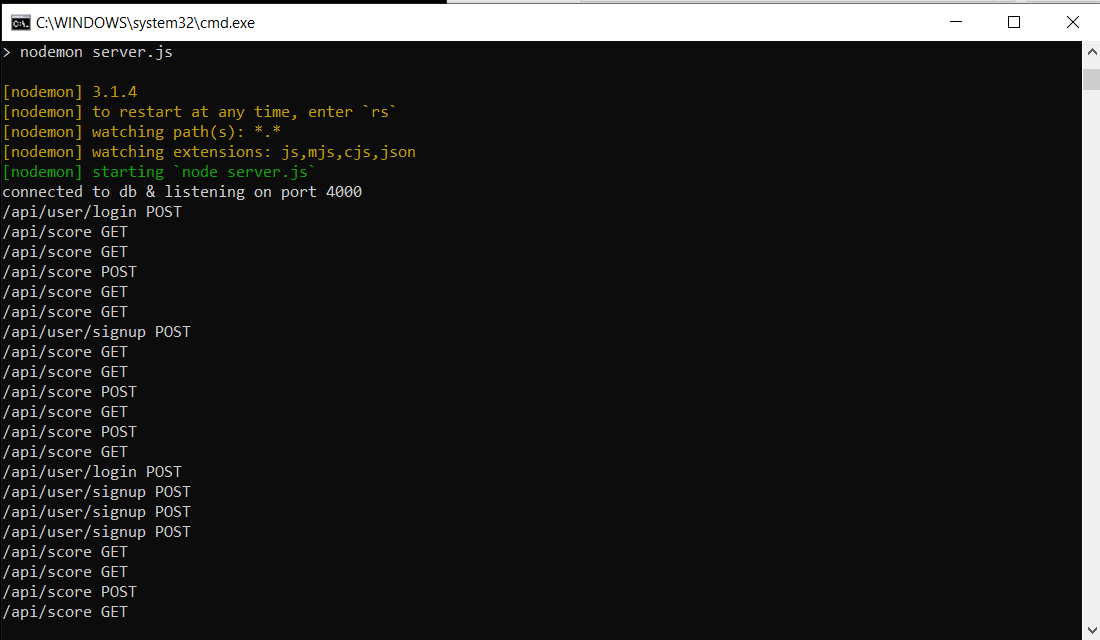 C:\WINDOWS\system32\cmd.exe
> nodemon server.js
[nodemon] 3.1.4
[nodemon] to restart at any time, enter `rs`
[nodemon] watching path(s): *.*
[nodemon] watching extensions: js,mjs,cjs,json
[nodemon] starting `node server.js`
connected to db & listening on port 4000
/api/user/login POST
/api/score GET
/api/score GET
/api/score POST
/api/score GET
/api/score GET
/api/user/signup POST
/api/score GET
/api/score GET
/api/score POST
/api/score GET
/api/score POST
/api/score GET
/api/user/login POST
/api/user/signup POST
/api/user/signup POST
/api/user/signup POST
/api/score GET
/api/score GET
/api/score POST
/api/score GET